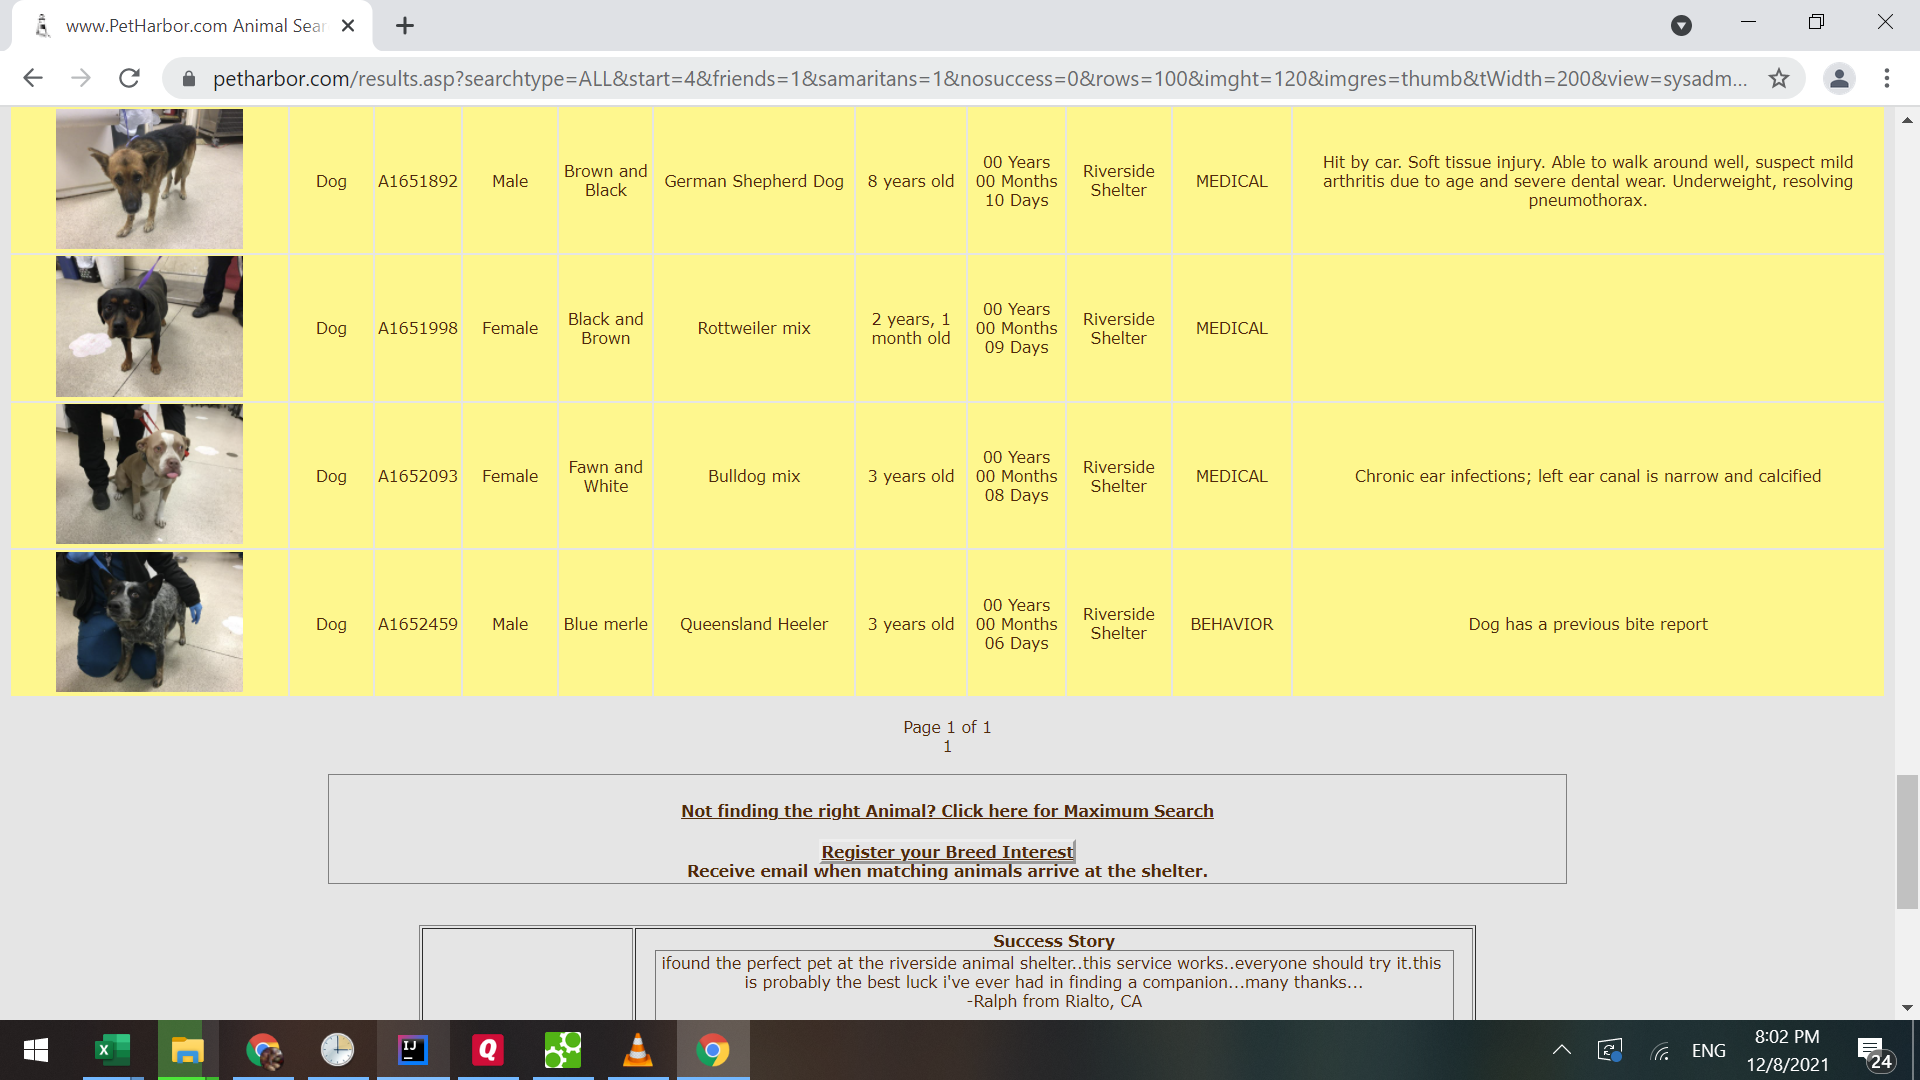 www.PetHarbor.com Animal Sear
petharbor.com/results.asp?searchtype=ALL&start=4&friends=1&samaritans=1&nosuccess=0&rows=100&imght=120&imgres=thumb&tWidth=200&view=sysadm...
Dog A1651892 Male Brown and Black German Shepherd Dog 8 years old 00 Years 00 Months 10 Days Riverside Shelter MEDICAL Hit by car. Soft tissue injury. Able to walk around well, suspect mild arthritis due to age and severe dental wear. Underweight, resolving pneumothorax.
Dog A1651998 Female Black and Brown Rottweiler mix 2 years, 1 month old 00 Years 00 Months 09 Days Riverside Shelter MEDICAL
Dog A1652093 Female Fawn and White Bulldog mix 3 years old 00 Years 00 Months 08 Days Riverside Shelter MEDICAL Chronic ear infections; left ear canal is narrow and calcified
Dog A1652459 Male Blue merle Queensland Heeler 3 years old 00 Years 00 Months 06 Days Riverside Shelter BEHAVIOR Dog has a previous bite report
Page 1 of 1
1
Not finding the right Animal? Click here for Maximum Search
Register your Breed Interest
Receive email when matching animals arrive at the shelter.
Success Story
ifound the perfect pet at the riverside animal shelter..this service works..everyone should try it.this
is probably the best luck i've ever had in finding a companion...many thanks...
-Ralph from Rialto, CA
X
IJ
Q
ENG
8:02 PM
12/8/2021
24